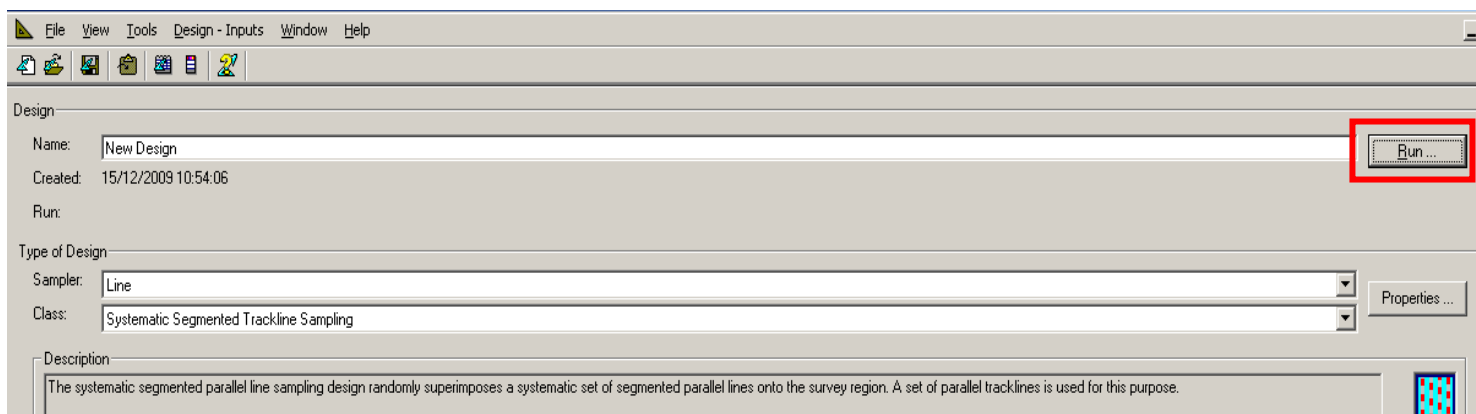 File View Tools Design - Inputs Window Help
Design
Name: New Design
Run ...
Created: 15/12/2009 10:54:06
Run:
Type of Design
Sampler: Line
Properties ...
Class: Systematic Segmented Trackline Sampling
Description
The systematic segmented parallel line sampling design randomly superimposes a systematic set of segmented parallel lines onto the survey region. A set of parallel tracklines is used for this purpose.